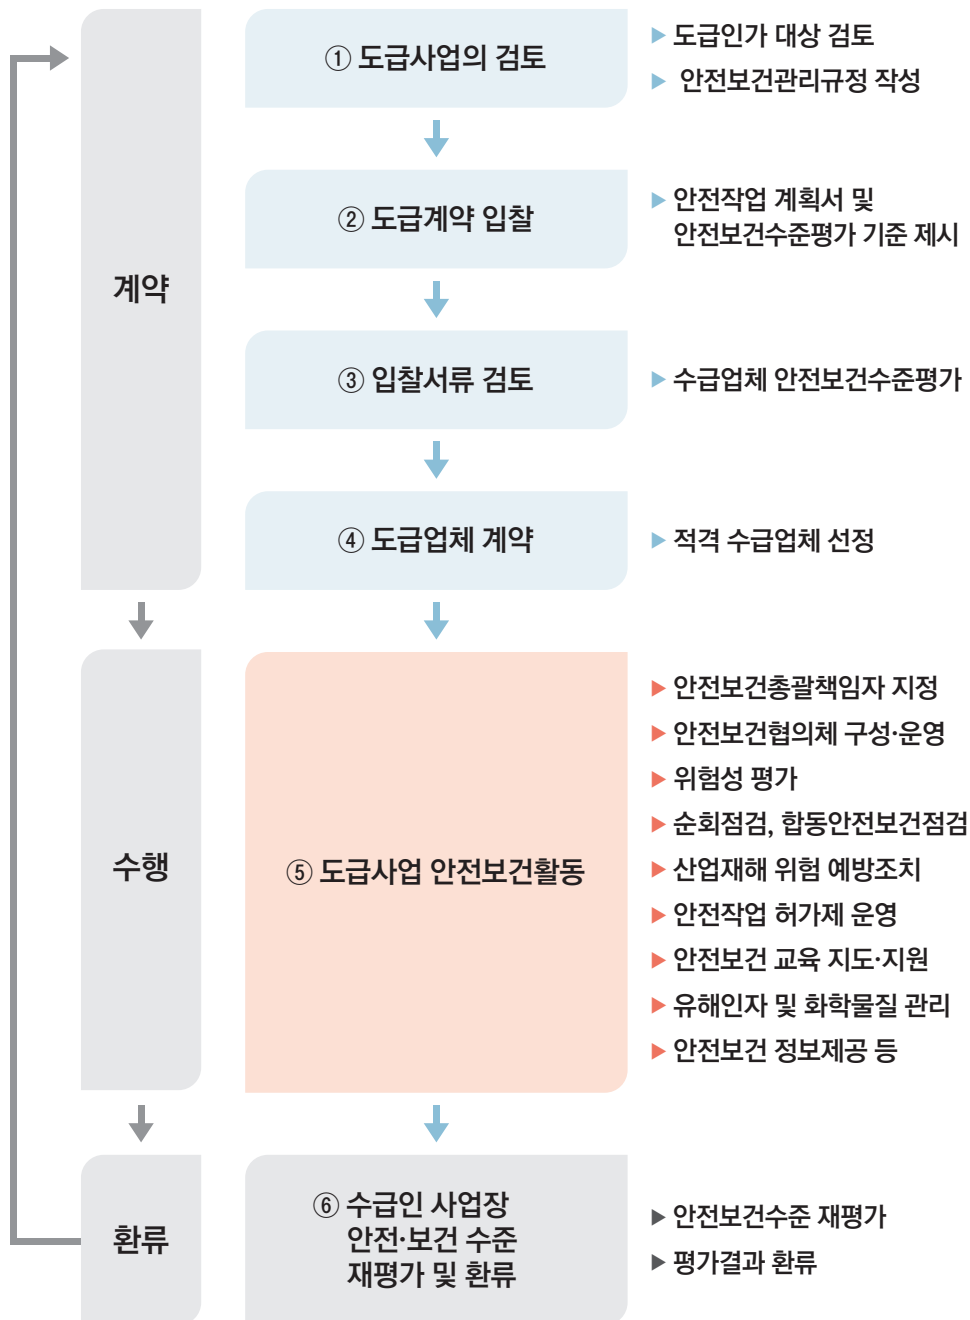 계약
① 도급사업의 검토
▶ 도급인가 대상 검토
▶ 안전보건관리규정 작성
② 도급계약 입찰
▶ 안전작업 계획서 및
안전보건수준평가 기준 제시
③ 입찰서류 검토
▶ 수급업체 안전보건수준평가
④ 도급업체 계약
▶ 적격 수급업체 선정
수행
⑤ 도급사업 안전보건활동
▶ 안전보건총괄책임자 지정
▶ 안전보건협의체 구성·운영
▶ 위험성 평가
▶ 순회점검, 합동안전보건점검
▶ 산업재해 위험 예방조치
▶ 안전작업 허가제 운영
▶ 안전보건 교육 지도·지원
▶ 유해인자 및 화학물질 관리
▶ 안전보건 정보제공 등
환류
⑥ 수급인 사업장
안전·보건 수준
재평가 및 환류
▶ 안전보건수준 재평가
▶ 평가결과 환류